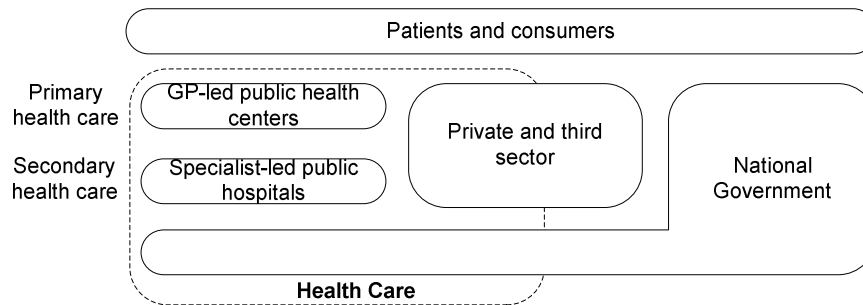 Patients and consumers
Primary
health care
GP-led public health
centers
Private and third
sector
Secondary
health care
Specialist-led public
hospitals
National
Government
Health Care